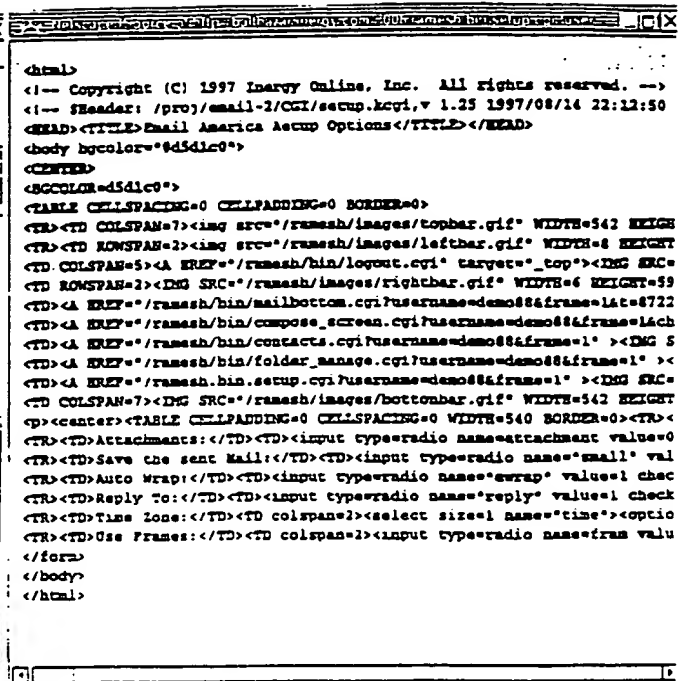 <html>
<!-- Copyright (C) 1997 Inergy Online, Inc. All rights reserved. -->
<!-- $Header: /proj/email-2/CGI/setup.kcgi,v 1.25 1997/08/14 22:12:50
<HEAD><TITLE>Email America Aetup Options</TITLE></HEAD>
<body bgcolor="#d5d1c0">
<CENTER>
<BGCOLOR=d5d1c0">
<TABLE CELLSPACING=0 CELLPADDING=0 BORDER=0>
<TR><TD COLSPAN=7><img src="/ramesh/images/topbar.gif" WIDTH=542 HEIGH
<TR><TD ROWSPAN=2><img src="/ramesh/images/leftbar.gif" WIDTH=8 HEIGHT
<TD COLSPAN=5><A HREF="/ramesh/bin/logout.cgi" target="_top"><IMG SRC=
<TD ROWSPAN=2><IMG SRC="/ramesh/images/rightbar.gif" WIDTH=6 HEIGHT=59
<TD><A HREF="/ramesh/bin/mailbottom.cgi?username=demo88&frame=1&t=8722
<TD><A HREF="/ramesh/bin/compose_screen.cgi?username=demo88&frame=1&ch
<TD><A HREF="/ramesh/bin/contacts.cgi?username=demo88&frame=1" ><IMG S
<TD><A HREF="/ramesh/bin/folder_manage.cgi?username=demo88&frame=1" ><
<TD><A HREF="/ramesh.bin.setup.cgi?username=demo88&frame=1" ><IMG SRC=
<TD COLSPAN=7><IMG SRC="/ramesh/images/bottonbar.gif" WIDTH=542 HEIGHT
<p><center><TABLE CELLPADDING=0 CELLSPACING=0 WIDTH=540 BORDER=0><TR><
<TR><TD>Attachments:</TD><TD><input type=radio name=attachment value=0
<TR><TD>Save the sent Mail:</TD><TD><input type=radio name="small" val
<TR><TD>Auto Wrap:</TD><TD><input type=radio name="ewrap" value=1 chec
<TR><TD>Reply To:</TD><TD><input type=radio name="reply" value=1 check
<TR><TD>Time Zone:</TD><TD colspan=2><select size=1 name="time"><optio
<TR><TD>Use Frames:</TD><TD colspan=2><input type=radio name=fram valu
</form>
</body>
</html>